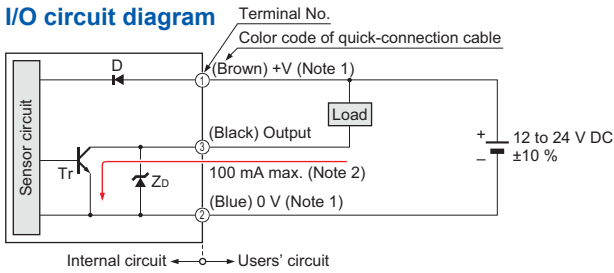 I/O circuit diagram
Terminal No.
Color code of quick-connection cable
D
1
(Brown) +V (Note 1)
Load
Sensor circuit
3
(Black) Output
+
12 to 24 V DC
–
±10 %
Tr
ZD
100 mA max. (Note 2)
2
(Blue) 0 V (Note 1)
Internal circuit
Users' circuit